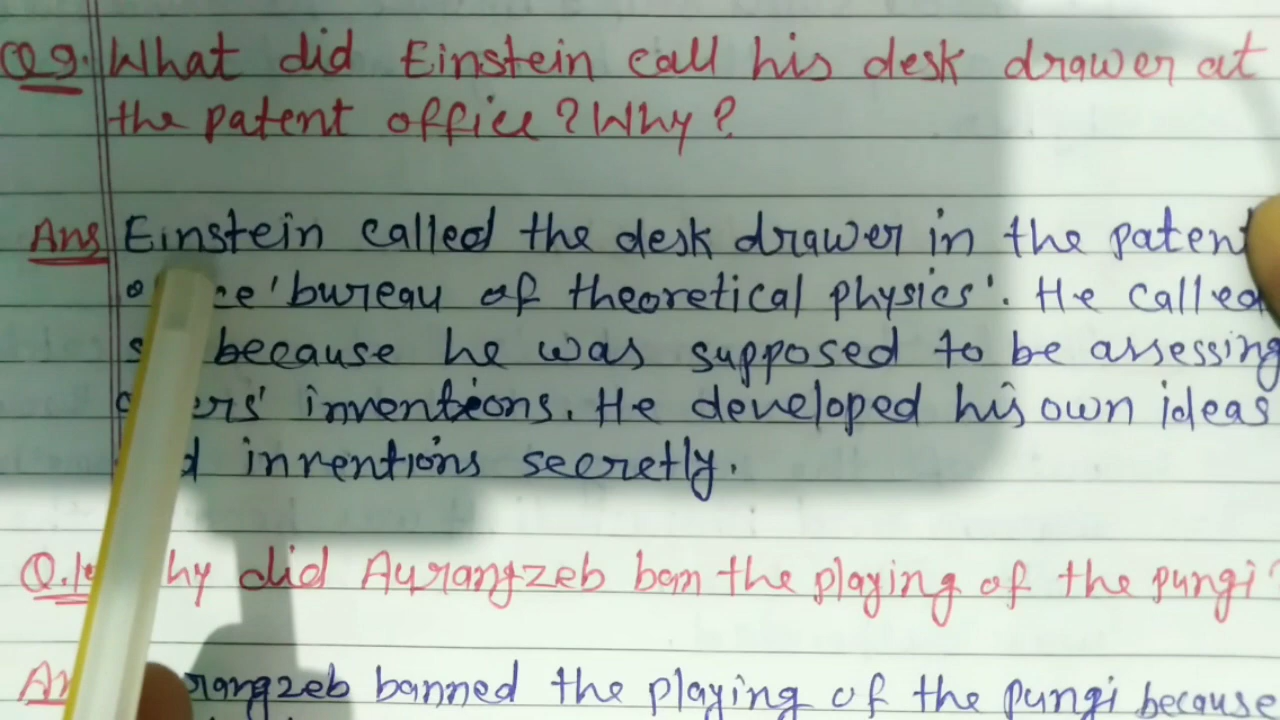 Q9. What did Einstein call his desk drawer at
the patent office? Why?
Ans Einstein called the desk drawer in the paten
'bureau of theoretical physics'. He called
because he was supposed to be assessing
inventions. He developed his own ideas
inventions secretly.
did Aurangzeb ban the playing of the pungi?
banned the playing of the pungi because